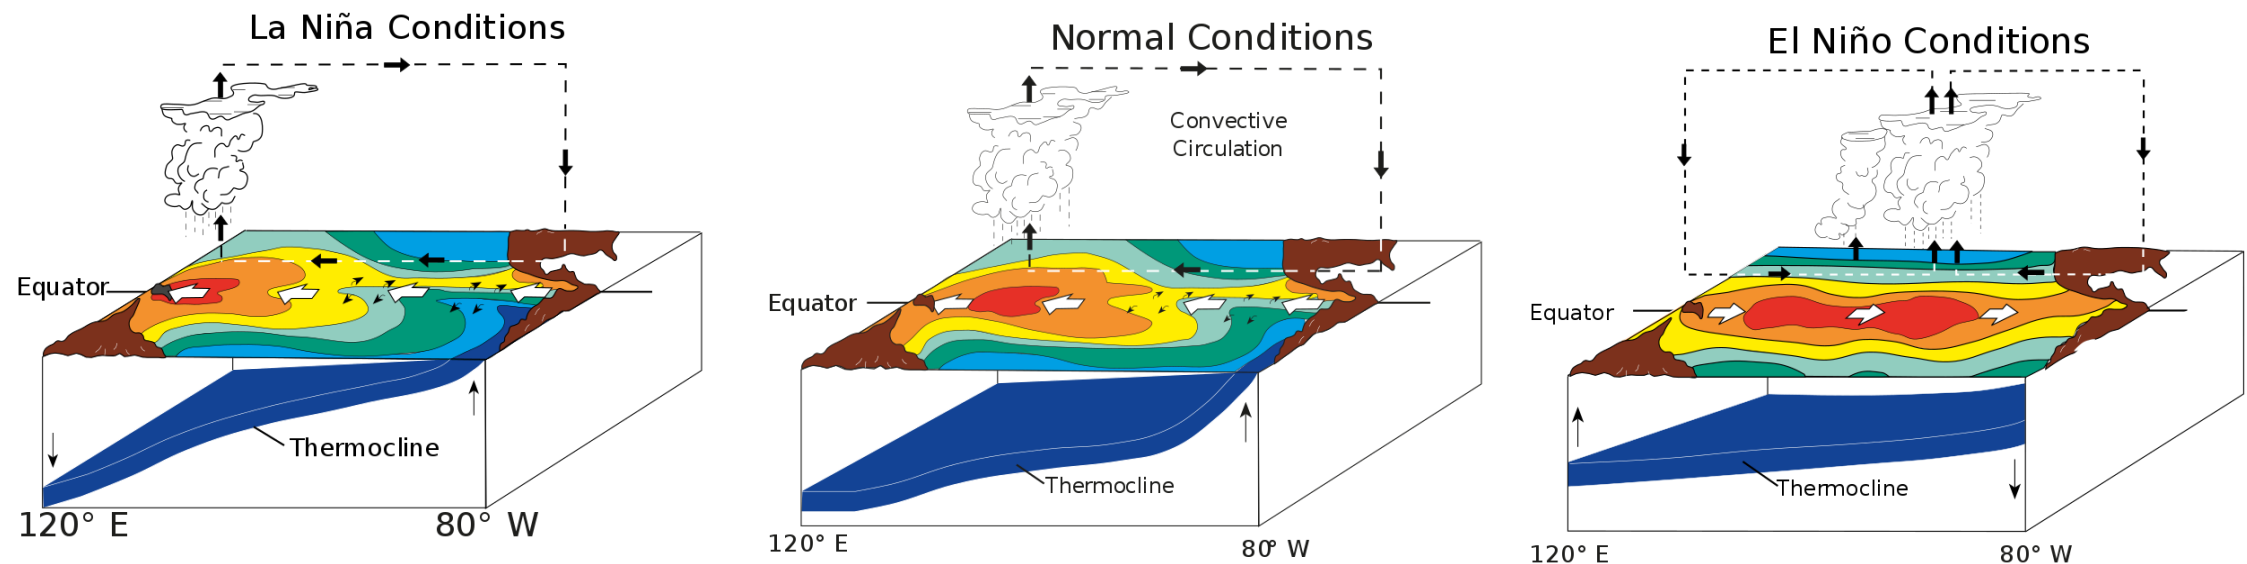 La Niña Conditions
Equator
Thermocline
120° E
80° W
Normal Conditions
Convective
Circulation
Equator
Thermocline
120° E
80° W
El Niño Conditions
Equator
Thermocline
120° E
80° W